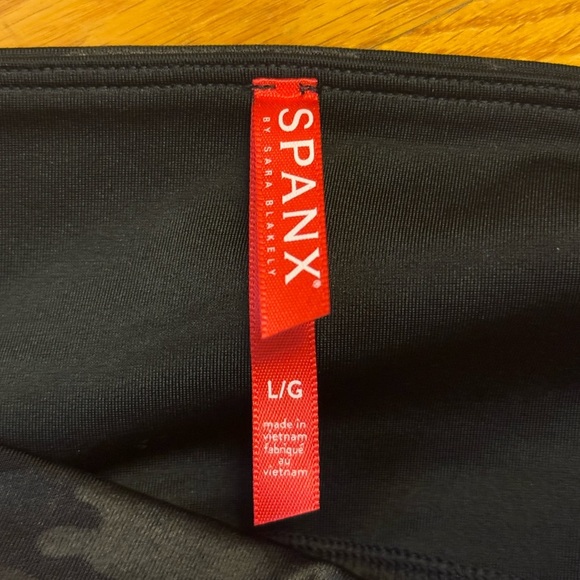 SPANX®
BY SARA BLAKELY
L/G
made in
vietnam
fabriqué
au
vietnam